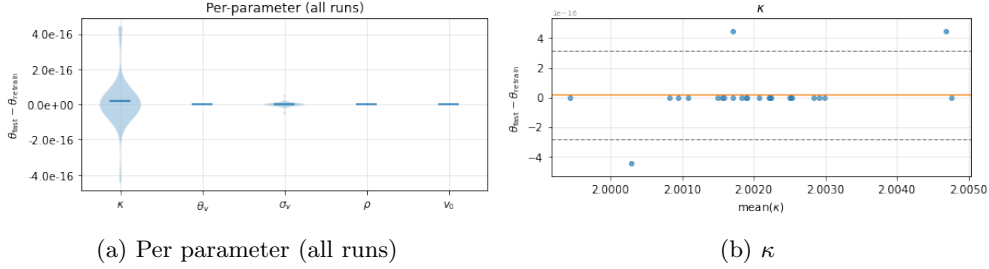 Per-parameter (all runs)
θfast − θretrain
4.0e-16
2.0e-16
0.0e+00
−2.0e-16
−4.0e-16
κ θv σv ρ v0
(a) Per parameter (all runs)
κ
1e−16
θfast − θretrain
4
2
0
−2
−4
2.0000 2.0010 2.0020 2.0030 2.0040 2.0050
mean(κ)
(b) κ